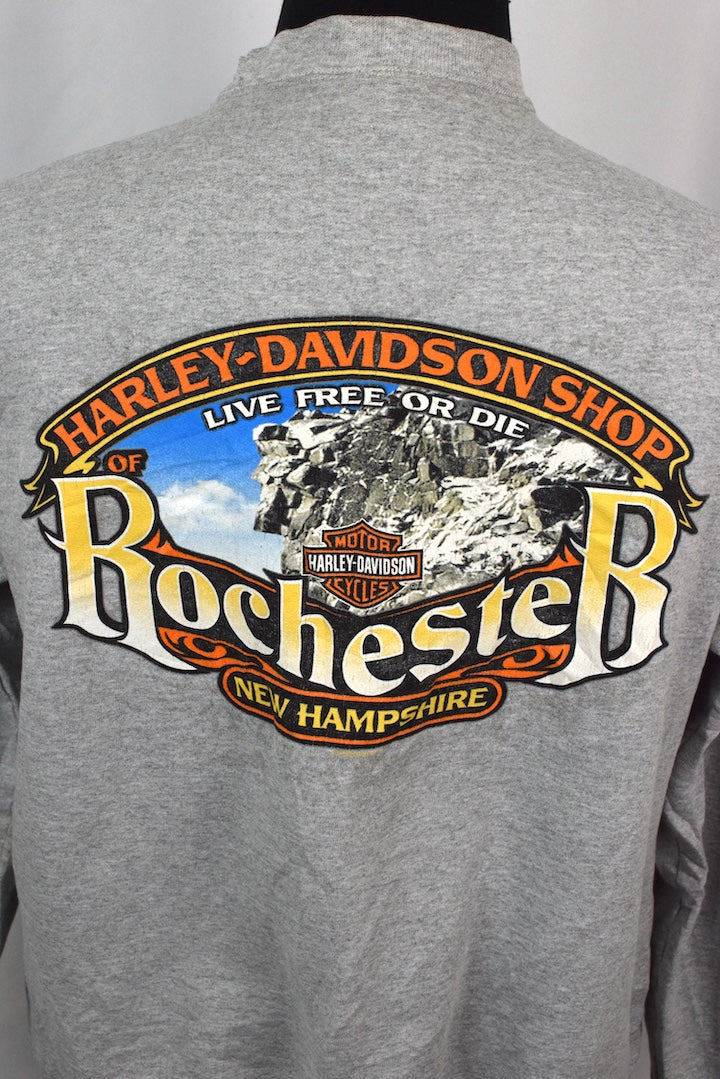 HARLEY-DAVIDSON SHOP
LIVE FREE OR DIE
OF
RochesteR
MOTOR
HARLEY-DAVIDSON
CYCLES
NEW HAMPSHIRE